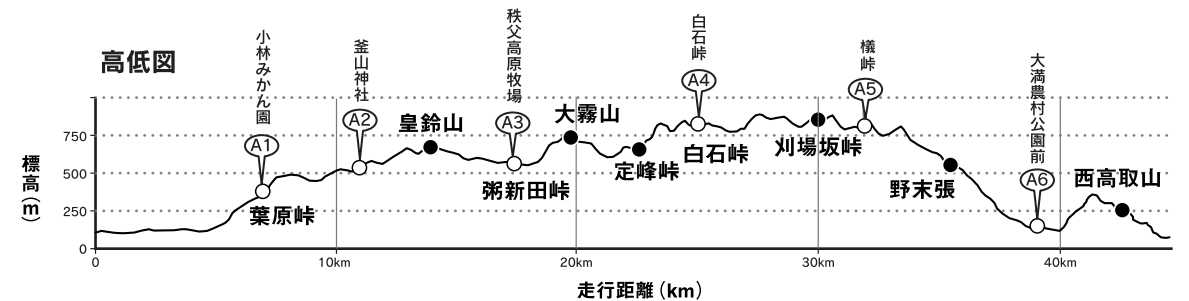 高低図
小林みかん園
A1
葉原峠
釜山神社
A2
皇鈴山
秩父高原牧場
A3
粥新田峠
大霧山
定峰峠
白石峠
A4
白石峠
刈場坂峠
檥峠
A5
野末張
大満農村公園前
A6
西高取山
標高(m)
750
500
250
0
0
10km
20km
30km
40km
走行距離（km）